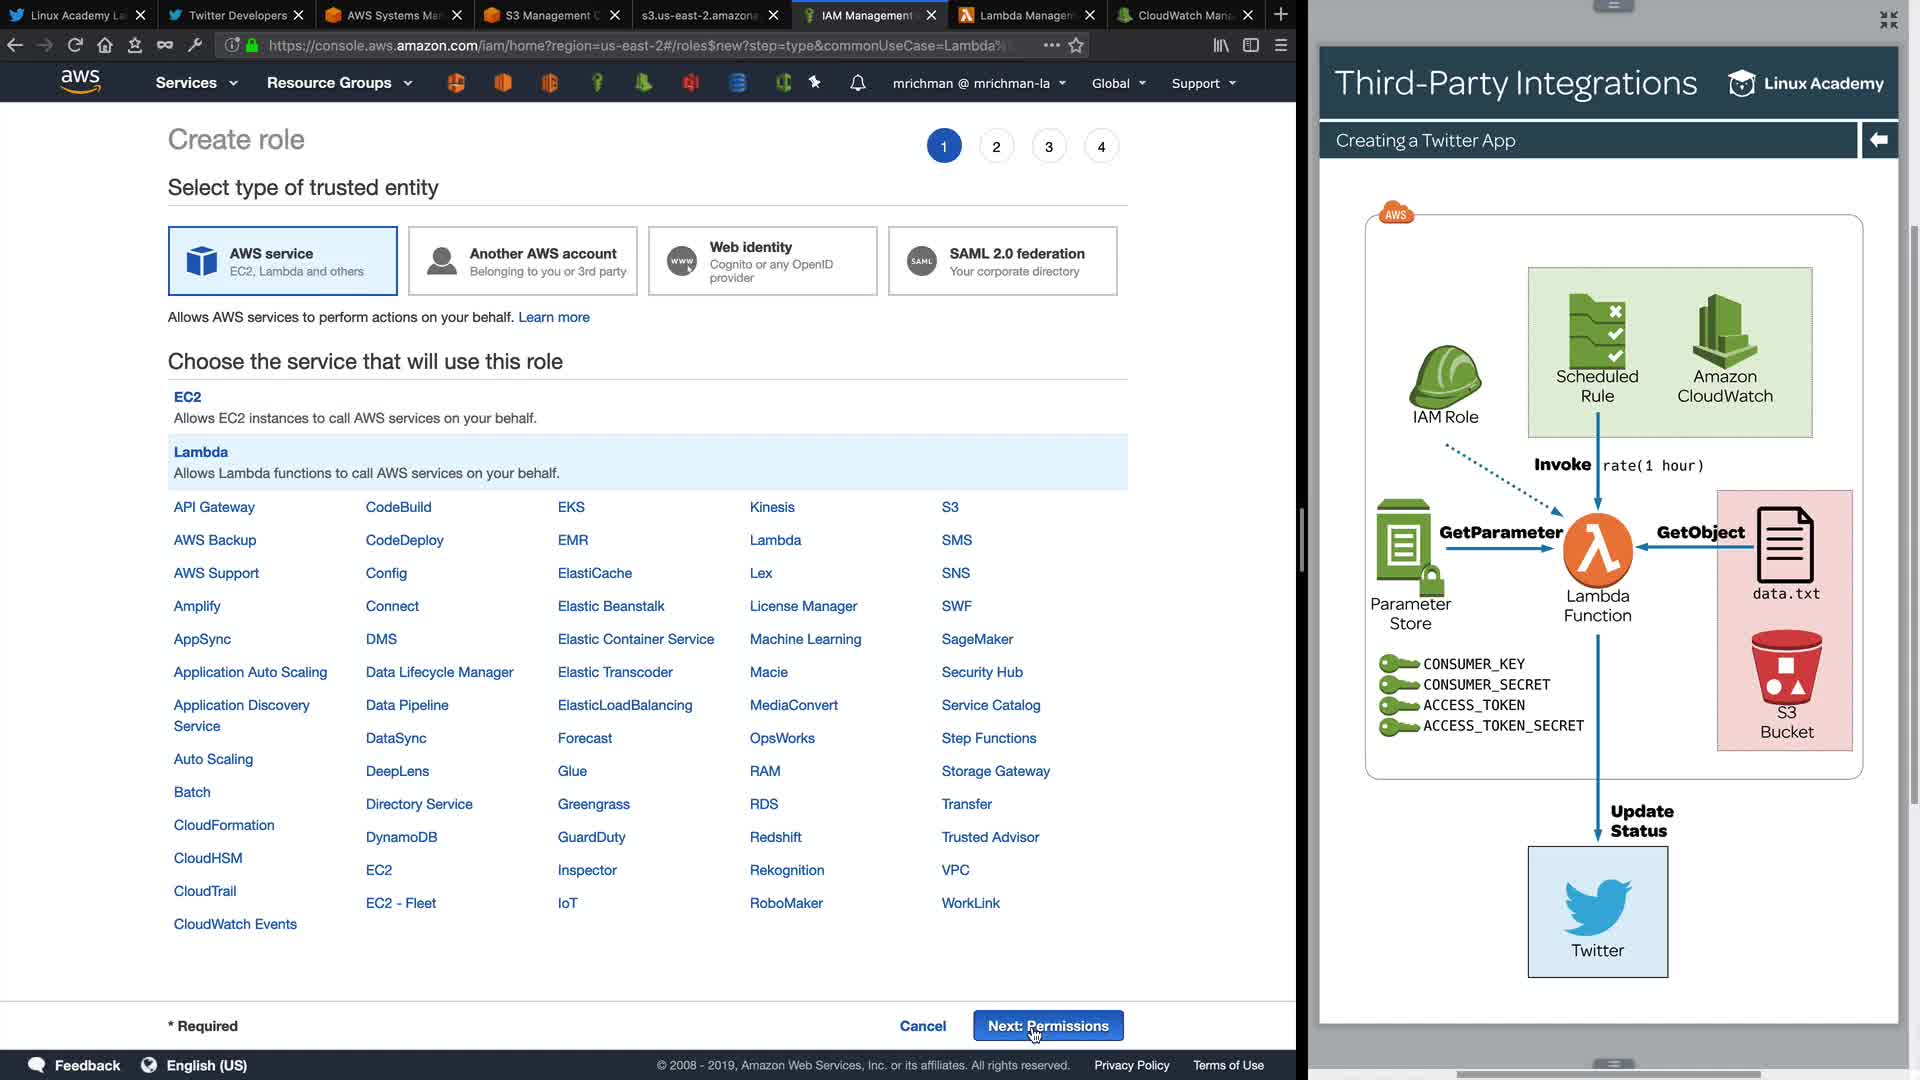 Linux Academy La
Twitter Developers
AWS Systems Man
S3 Management C
s3.us-east-2.amazona
IAM Management
Lambda Managem
CloudWatch Mana
https://console.aws.amazon.com/iam/home?region=us-east-2#/roles$new?step=type&commonUseCase=Lambda%
aws
Services
Resource Groups
mrichman @ mrichman-la
Global
Support
Create role
1
2
3
4
Select type of trusted entity
AWS service
EC2, Lambda and others
Another AWS account
Belonging to you or 3rd party
WWW
Web identity
Cognito or any OpenID
provider
SAML
SAML 2.0 federation
Your corporate directory
Allows AWS services to perform actions on your behalf. Learn more
Choose the service that will use this role
EC2
Allows EC2 instances to call AWS services on your behalf.
Lambda
Allows Lambda functions to call AWS services on your behalf.
API Gateway
AWS Backup
AWS Support
Amplify
AppSync
Application Auto Scaling
Application Discovery
Service
Auto Scaling
Batch
CloudFormation
CloudHSM
CloudTrail
CloudWatch Events
CodeBuild
CodeDeploy
Config
Connect
DMS
Data Lifecycle Manager
Data Pipeline
DataSync
DeepLens
Directory Service
DynamoDB
EC2
EC2 - Fleet
EKS
EMR
ElastiCache
Elastic Beanstalk
Elastic Container Service
Elastic Transcoder
ElasticLoadBalancing
Forecast
Glue
Greengrass
GuardDuty
Inspector
IoT
Kinesis
Lambda
Lex
License Manager
Machine Learning
Macie
MediaConvert
OpsWorks
RAM
RDS
Redshift
Rekognition
RoboMaker
S3
SMS
SNS
SWF
SageMaker
Security Hub
Service Catalog
Step Functions
Storage Gateway
Transfer
Trusted Advisor
VPC
WorkLink
* Required
Cancel
Next: Permissions
Feedback
English (US)
© 2008 - 2019, Amazon Web Services, Inc. or its affiliates. All rights reserved.
Privacy Policy
Terms of Use
Third-Party Integrations
Linux Academy
Creating a Twitter App
AWS
Scheduled
Rule
Amazon
CloudWatch
IAM Role
Invoke
rate(1 hour)
GetParameter
GetObject
Parameter
Store
Lambda
Function
data.txt
CONSUMER_KEY
CONSUMER_SECRET
ACCESS_TOKEN
ACCESS_TOKEN_SECRET
S3
Bucket
Update
Status
Twitter